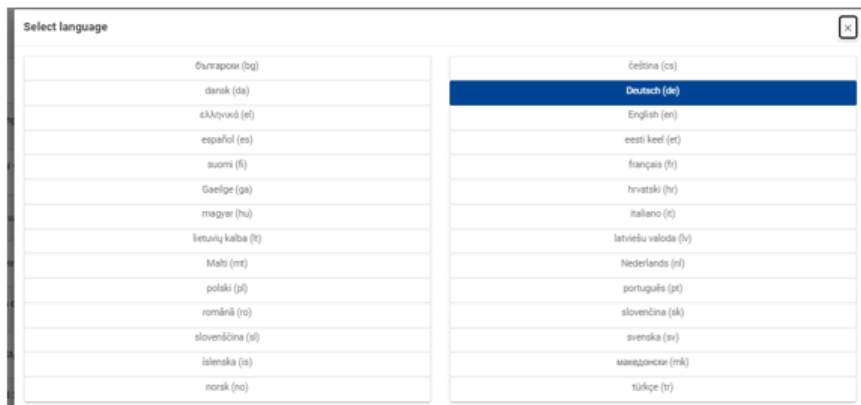 Select language
български (bg)
čeština (cs)
dansk (da)
Deutsch (de)
ελληνικά (el)
English (en)
español (es)
eesti keel (et)
suomi (fi)
français (fr)
Gaeilge (ga)
hrvatski (hr)
magyar (hu)
italiano (it)
lietuvių kalba (lt)
latviešu valoda (lv)
Malti (mt)
Nederlands (nl)
polski (pl)
português (pt)
română (ro)
slovenčina (sk)
slovenščina (sl)
svenska (sv)
íslenska (is)
македонски (mk)
norsk (no)
türkçe (tr)